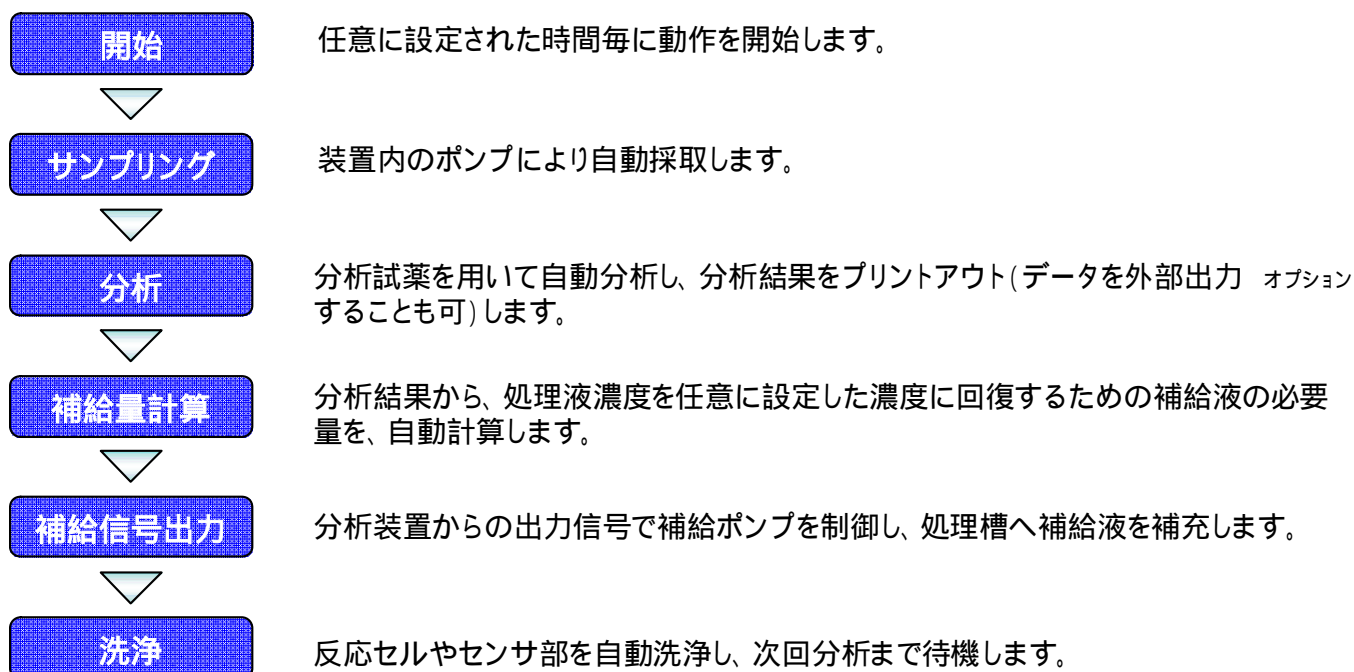 開始
任意に設定された時間毎に動作を開始します。
サンプリング
装置内のポンプにより自動採取します。
分析
分析試薬を用いて自動分析し、分析結果をプリントアウト(データを外部出力 オプション
することも可)します。
補給量計算
分析結果から、処理液濃度を任意に設定した濃度に回復するための補給液の必要
量を、自動計算します。
補給信号出力
分析装置からの出力信号で補給ポンプを制御し、処理槽へ補給液を補充します。
洗浄
反応セルやセンサ部を自動洗浄し、次回分析まで待機します。